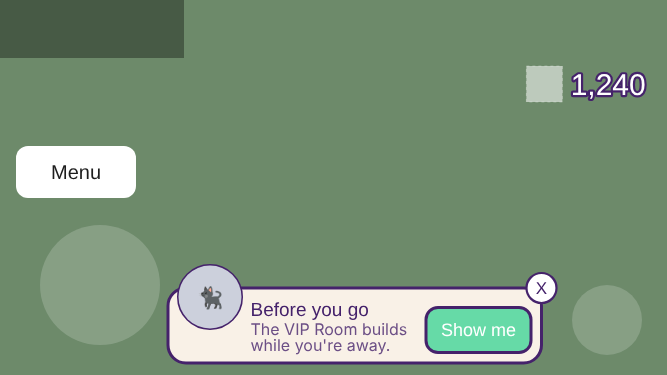 1,240
Menu
X
Before you go
The VIP Room builds
while you're away.
Show me